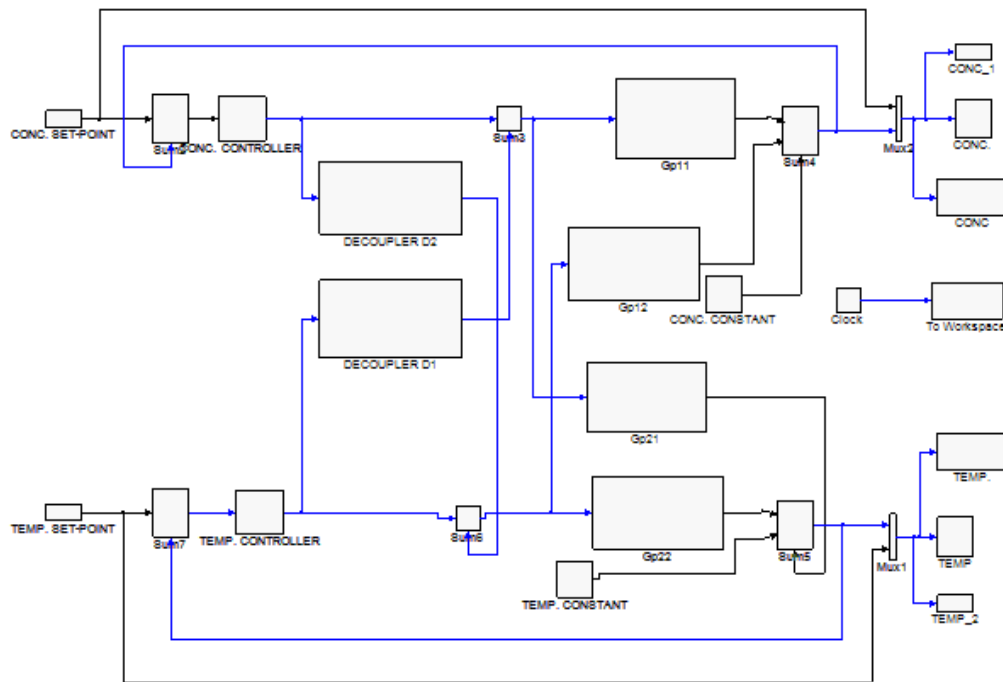 CONC_1
CONC. SET-POINT
CONC. CONTROLLER
Sum3
Gp11
Sum4
Mux2
CONC.
DECOUPLER D2
CONC
Gp12
CONC. CONSTANT
Clock
To Workspace
DECOUPLER D1
Gp21
TEMP.
TEMP. SET-POINT
Sum7
TEMP. CONTROLLER
Sum6
Gp22
Sum5
Mux1
TEMP
TEMP. CONSTANT
TEMP_2